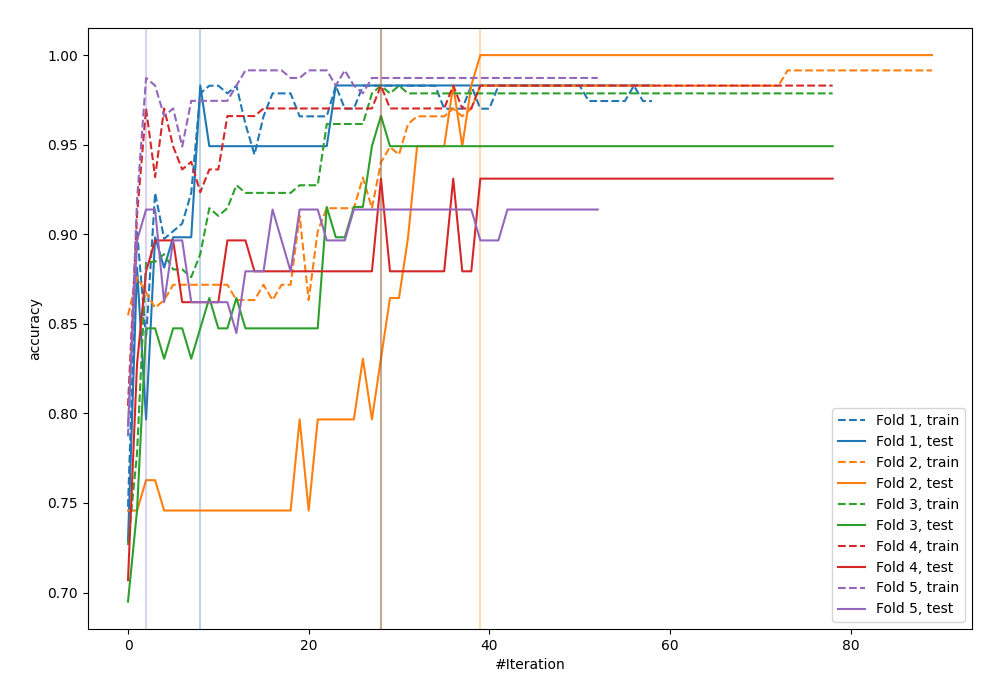 1.00
0.95
0.90
0.85
0.80
0.75
0.70
accuracy
0
20
40
60
80
#Iteration
Fold 1, train
Fold 1, test
Fold 2, train
Fold 2, test
Fold 3, train
Fold 3, test
Fold 4, train
Fold 4, test
Fold 5, train
Fold 5, test